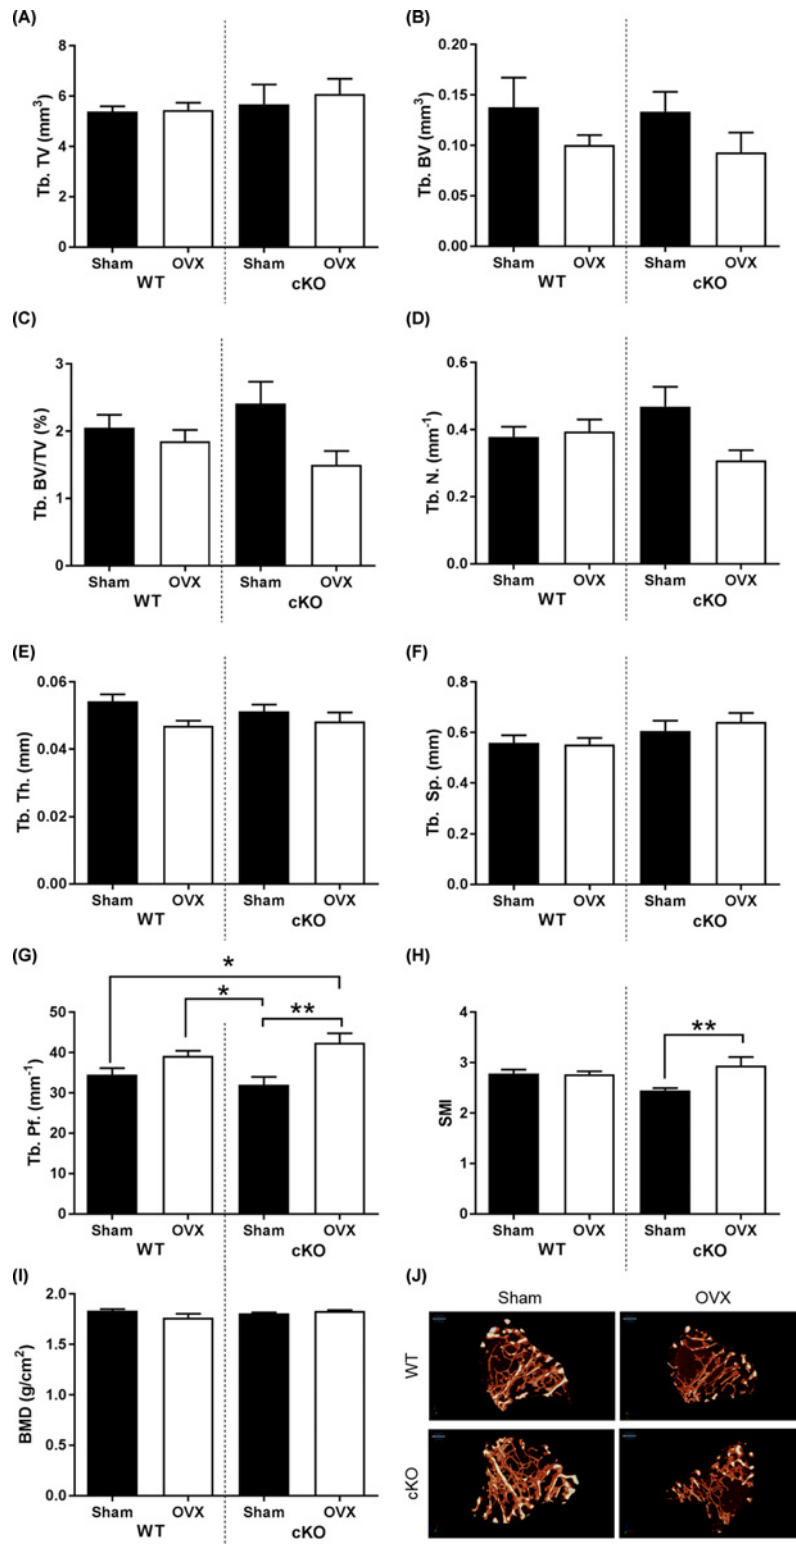 (A)
Tb. TV (mm³)
8
6
4
2
0
Sham OVX Sham OVX
WT cKO
(B)
Tb. BV (mm³)
0.20
0.15
0.10
0.05
0.00
Sham OVX Sham OVX
WT cKO
(C)
Tb. BV/TV (%)
3
2
1
0
Sham OVX Sham OVX
WT cKO
(D)
Tb. N. (mm⁻¹)
0.6
0.4
0.2
0.0
Sham OVX Sham OVX
WT cKO
(E)
Tb. Th. (mm)
0.06
0.04
0.02
0.00
Sham OVX Sham OVX
WT cKO
(F)
Tb. Sp. (mm)
0.8
0.6
0.4
0.2
0.0
Sham OVX Sham OVX
WT cKO
(G)
Tb. Pf. (mm⁻¹)
50
40
30
20
10
0
*
*
**
Sham OVX Sham OVX
WT cKO
(H)
SMI
4
3
2
1
0
**
Sham OVX Sham OVX
WT cKO
(I)
BMD (g/cm²)
2.0
1.5
1.0
0.5
0.0
Sham OVX Sham OVX
WT cKO
(J)
Sham OVX
WT
cKO